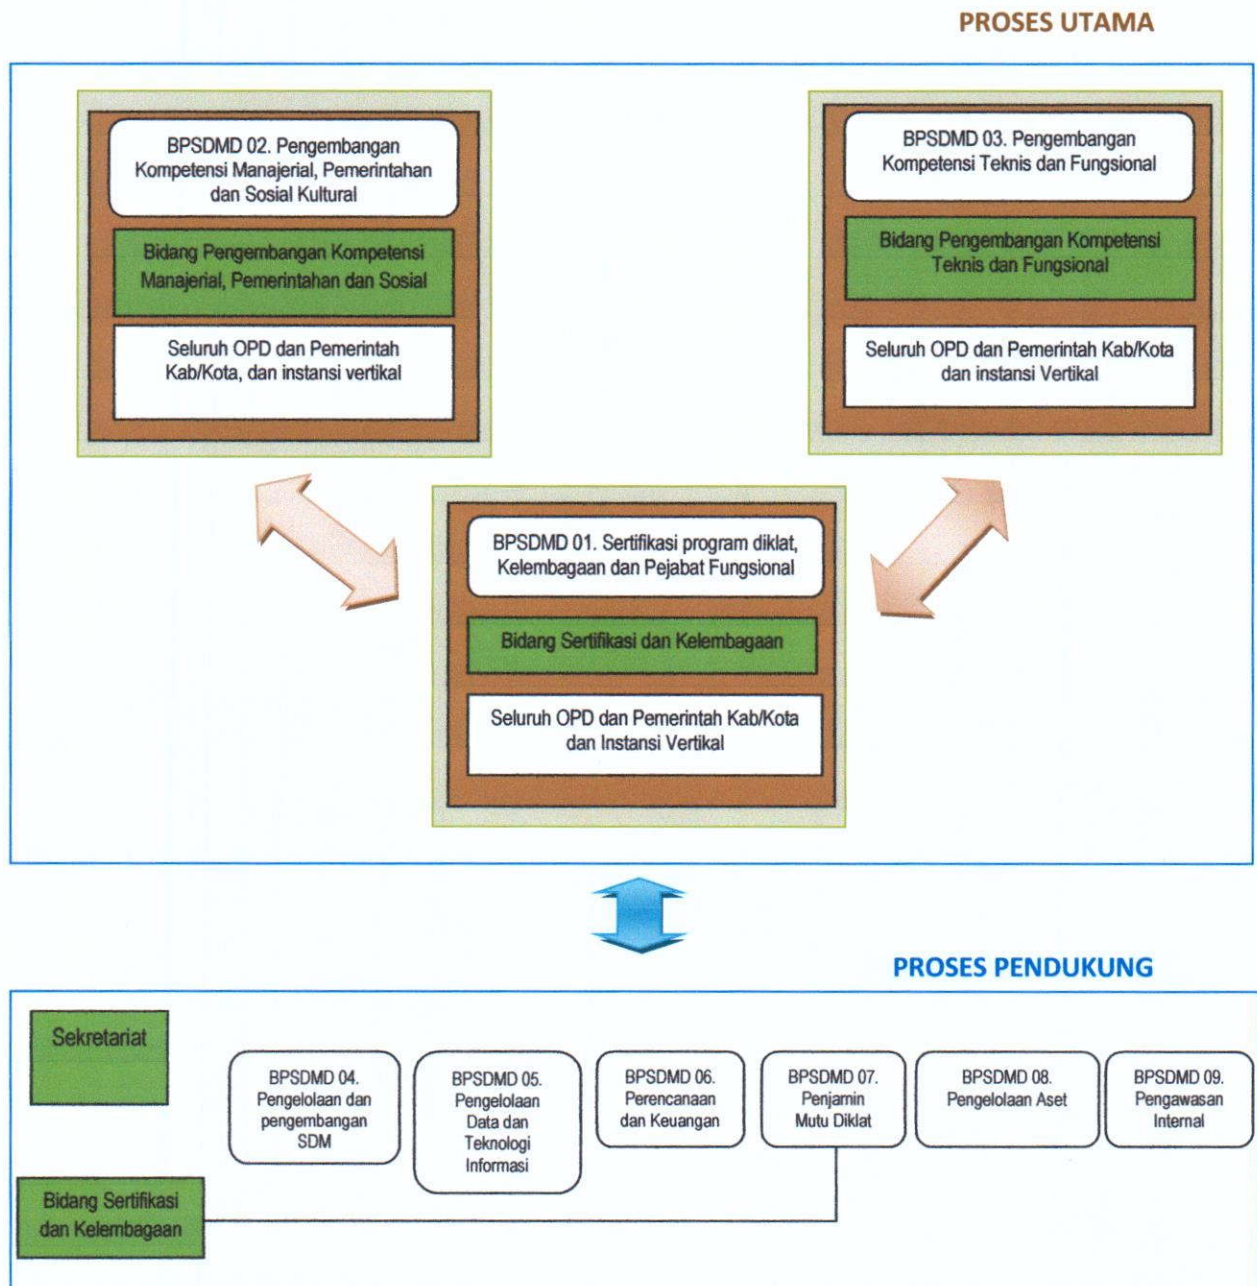 PROSES UTAMA
BPSDMD 02. Pengembangan
Kompetensi Manajerial, Pemerintahan
dan Sosial Kultural
Bidang Pengembangan Kompetensi
Manajerial, Pemerintahan dan Sosial
Seluruh OPD dan Pemerintah
Kab/Kota, dan instansi vertikal
BPSDMD 03. Pengembangan
Kompetensi Teknis dan Fungsional
Bidang Pengembangan Kompetensi
Teknis dan Fungsional
Seluruh OPD dan Pemerintah Kab/Kota
dan instansi Vertikal
BPSDMD 01. Sertifikasi program diklat,
Kelembagaan dan Pejabat Fungsional
Bidang Sertifikasi dan Kelembagaan
Seluruh OPD dan Pemerintah Kab/Kota
dan Instansi Vertikal
PROSES PENDUKUNG
Sekretariat
BPSDMD 04.
Pengelolaan dan
pengembangan
SDM
BPSDMD 05.
Pengelolaan
Data dan
Teknologi
Informasi
BPSDMD 06.
Perencanaan
dan Keuangan
BPSDMD 07.
Penjamin
Mutu Diklat
BPSDMD 08.
Pengelolaan Aset
BPSDMD 09.
Pengawasan
Internal
Bidang Sertifikasi
dan Kelembagaan